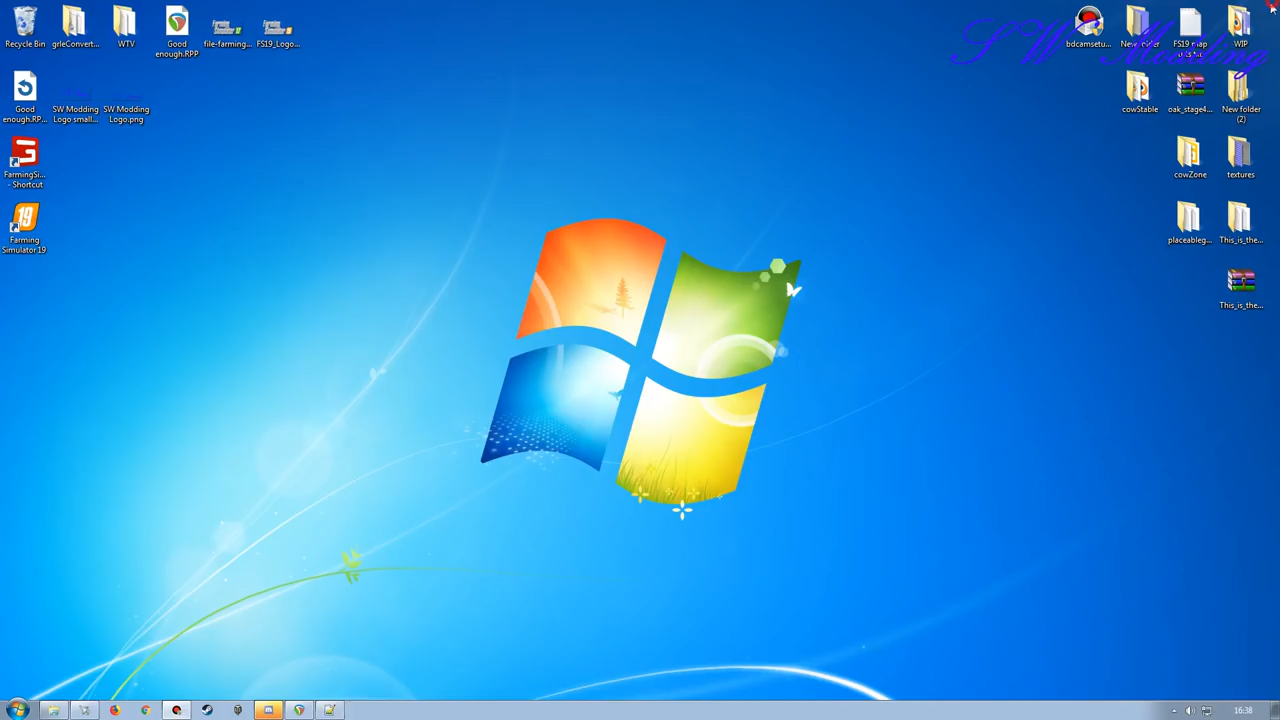 Recycle Bin
grleConvert...
WTV
Good
enough.RPP
file-farming...
FS19_Logo...
Good
enough.RP...
SW Modding
Logo small...
SW Modding
Logo.png
FarmingSi...
- Shortcut
19
Farming
Simulator 19
SW Modding
bdcamsetu...
New folder
FS19 map
WIP
cowStable
oak_stage4...
New folder
(2)
cowZone
textures
placeableg...
This_is_the...
This_is_the...
16:38